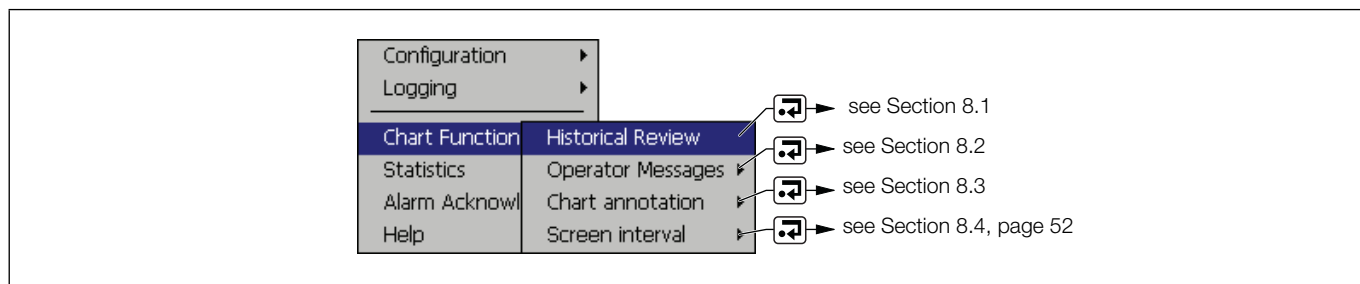 Configuration
Logging
Chart Function
Statistics
Alarm Acknowl
Help
Historical Review
Operator Messages
Chart annotation
Screen interval
see Section 8.1
see Section 8.2
see Section 8.3
see Section 8.4, page 52